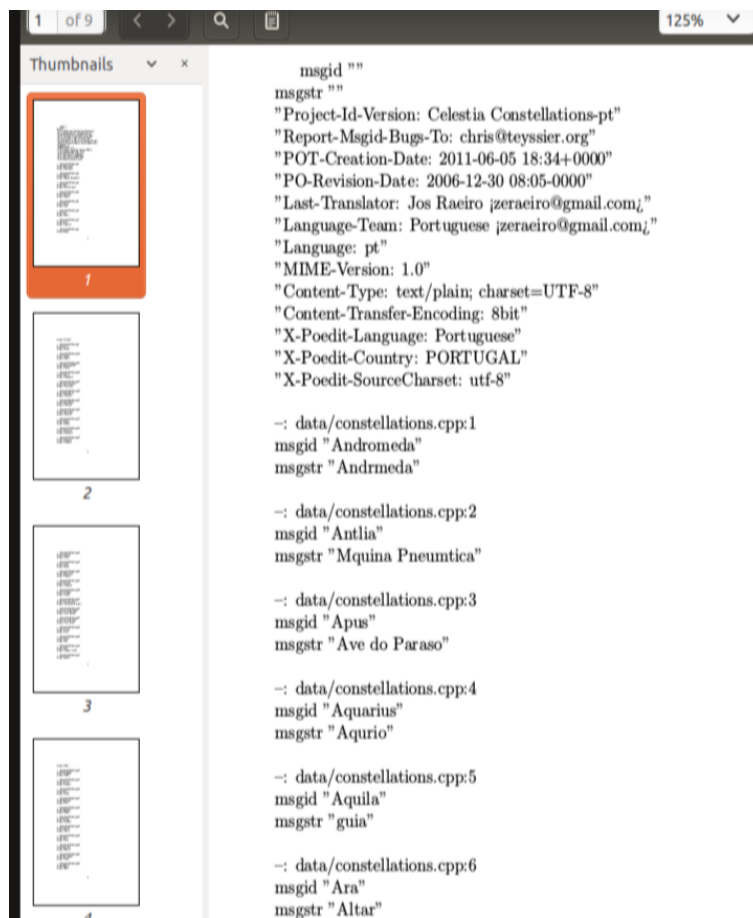 1 of 9
125%
Thumbnails
msgid ""
msgstr ""
"Project-Id-Version: Celestia Constellations-pt"
"Report-Msgid-Bugs-To: chris@teyssier.org"
"POT-Creation-Date: 2011-06-05 18:34+0000"
"PO-Revision-Date: 2006-12-30 08:05-0000"
"Last-Translator: Jos Raeiro ¡zeraeiro@gmail.com¿"
"Language-Team: Portuguese ¡zeraeiro@gmail.com¿"
"Language: pt"
"MIME-Version: 1.0"
"Content-Type: text/plain; charset=UTF-8"
"Content-Transfer-Encoding: 8bit"
"X-Poedit-Language: Portuguese"
"X-Poedit-Country: PORTUGAL"
"X-Poedit-SourceCharset: utf-8"
–: data/constellations.cpp:1
msgid "Andromeda"
msgstr "Andrmeda"
–: data/constellations.cpp:2
msgid "Antlia"
msgstr "Mquina Pneumtica"
–: data/constellations.cpp:3
msgid "Apus"
msgstr "Ave do Paraso"
–: data/constellations.cpp:4
msgid "Aquarius"
msgstr "Aqurio"
–: data/constellations.cpp:5
msgid "Aquila"
msgstr "guia"
–: data/constellations.cpp:6
msgid "Ara"
msgstr "Altar"
1
2
3